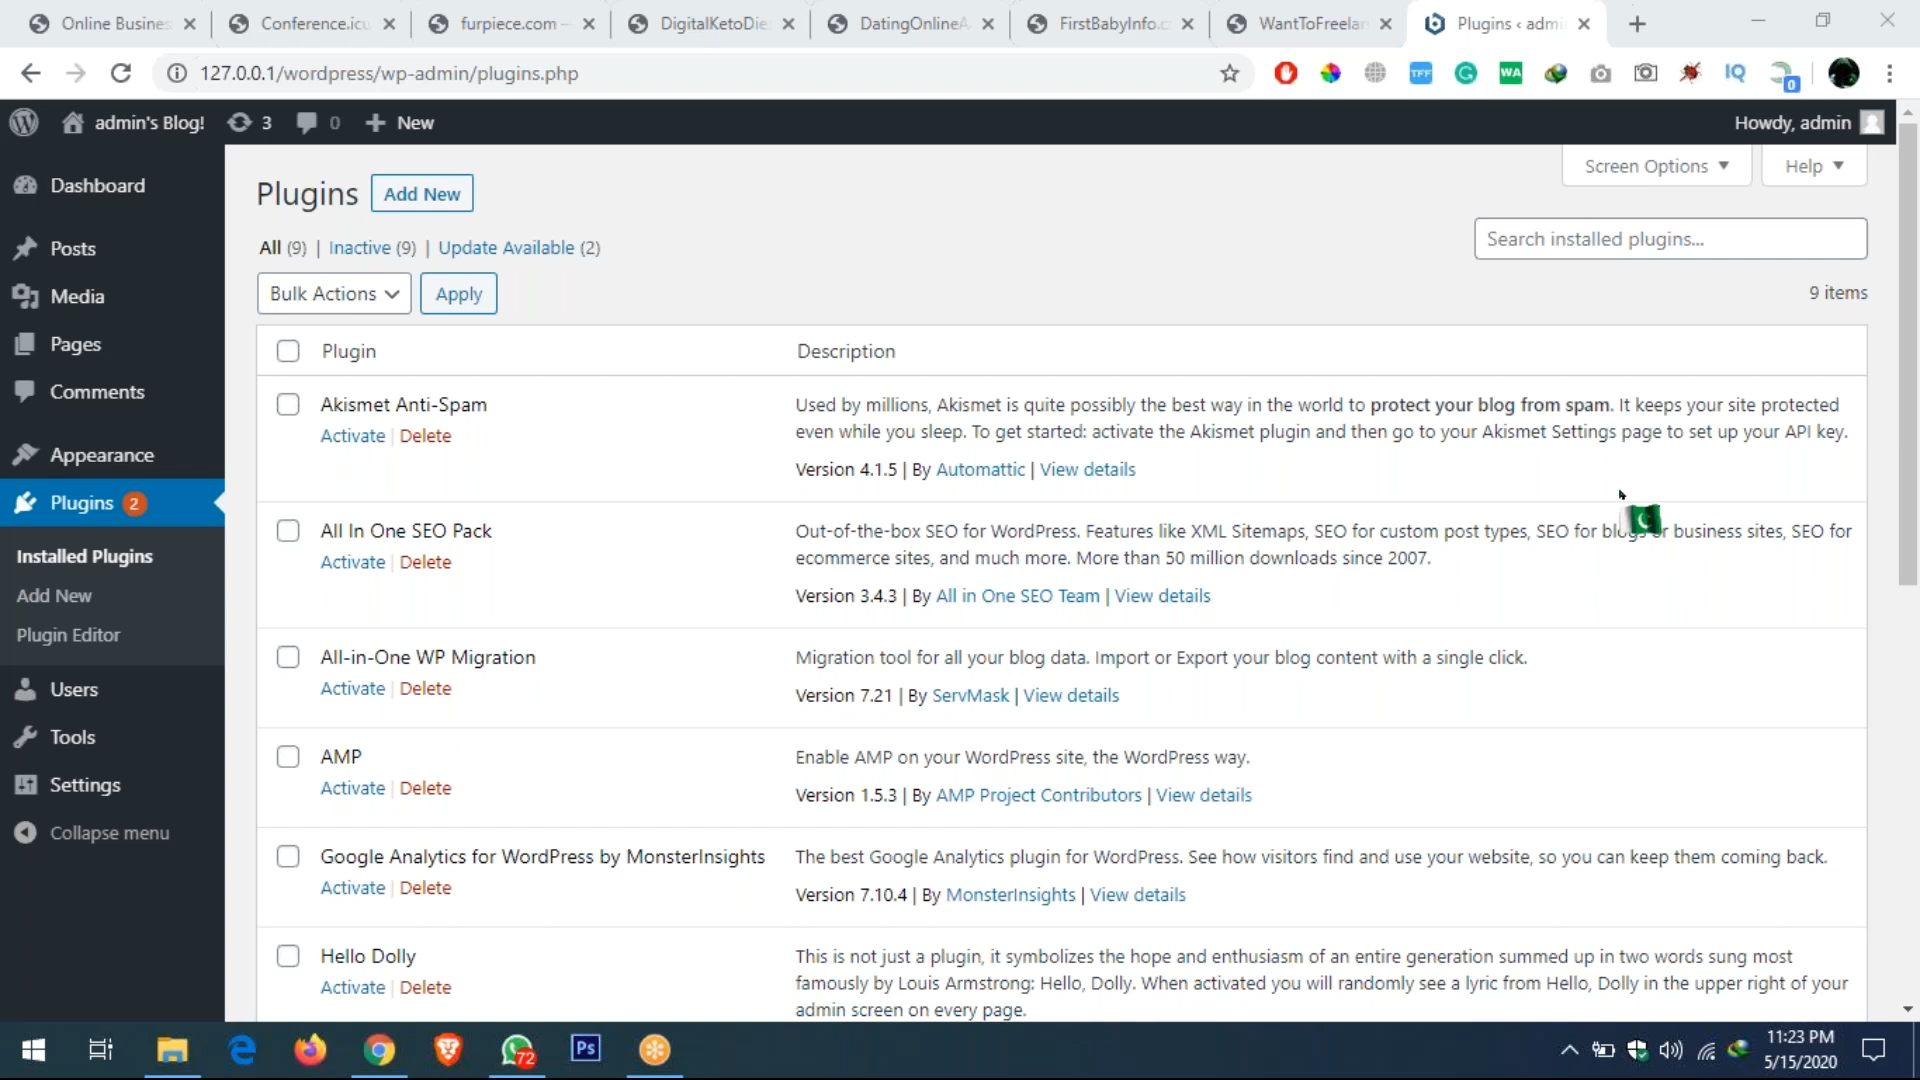 Online Busines
Conference.icu
furpiece.com –
DigitalKetoDie
DatingOnlineA
FirstBabyInfo.c
WantToFreelan
Plugins ‹ admi
127.0.0.1/wordpress/wp-admin/plugins.php
TFF
WA
IQ
0
admin's Blog!
3
0
New
Howdy, admin
Screen Options
Help
Dashboard
Posts
Media
Pages
Comments
Appearance
Plugins 2
Installed Plugins
Add New
Plugin Editor
Users
Tools
Settings
Collapse menu
Plugins
Add New
All (9) | Inactive (9) | Update Available (2)
Search installed plugins...
Bulk Actions
Apply
9 items
Plugin
Description
Akismet Anti-Spam
Activate | Delete
Used by millions, Akismet is quite possibly the best way in the world to protect your blog from spam. It keeps your site protected
even while you sleep. To get started: activate the Akismet plugin and then go to your Akismet Settings page to set up your API key.
Version 4.1.5 | By Automattic | View details
All In One SEO Pack
Activate | Delete
Out-of-the-box SEO for WordPress. Features like XML Sitemaps, SEO for custom post types, SEO for blogs or business sites, SEO for
ecommerce sites, and much more. More than 50 million downloads since 2007.
Version 3.4.3 | By All in One SEO Team | View details
All-in-One WP Migration
Activate | Delete
Migration tool for all your blog data. Import or Export your blog content with a single click.
Version 7.21 | By ServMask | View details
AMP
Activate | Delete
Enable AMP on your WordPress site, the WordPress way.
Version 1.5.3 | By AMP Project Contributors | View details
Google Analytics for WordPress by MonsterInsights
Activate | Delete
The best Google Analytics plugin for WordPress. See how visitors find and use your website, so you can keep them coming back.
Version 7.10.4 | By MonsterInsights | View details
Hello Dolly
Activate | Delete
This is not just a plugin, it symbolizes the hope and enthusiasm of an entire generation summed up in two words sung most
famously by Louis Armstrong: Hello, Dolly. When activated you will randomly see a lyric from Hello, Dolly in the upper right of your
admin screen on every page.
72
Ps
11:23 PM
5/15/2020